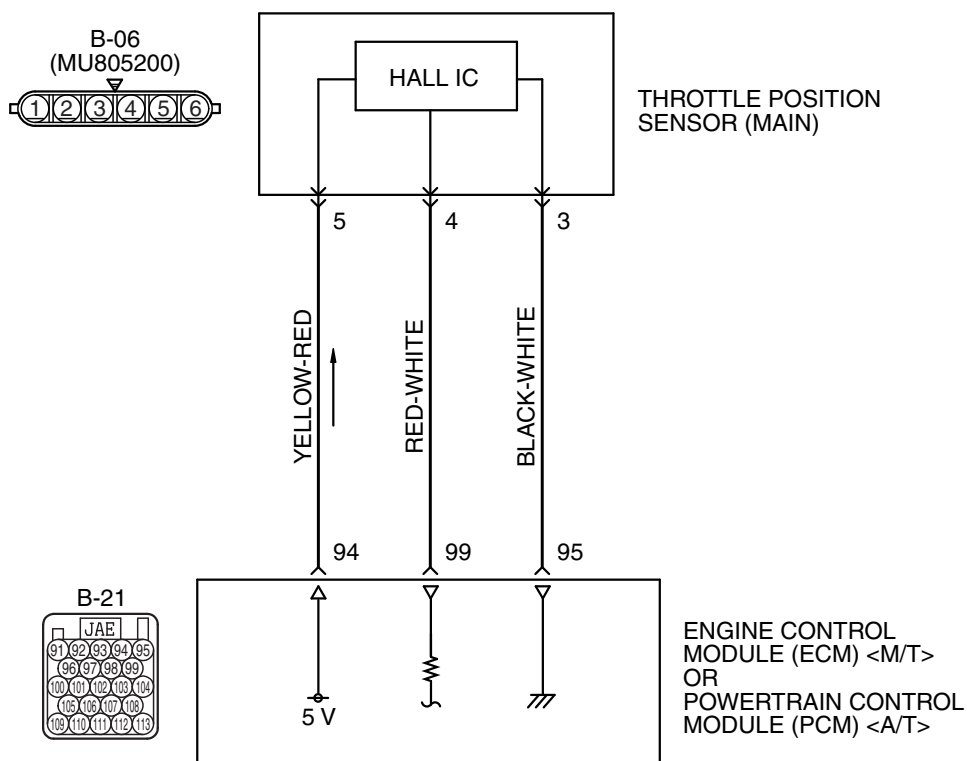 B-06
(MU805200)
1 2 3 4 5 6
HALL IC
THROTTLE POSITION
SENSOR (MAIN)
5 4 3
YELLOW-RED
RED-WHITE
BLACK-WHITE
94 99 95
B-21
JAE
91 92 93 94 95
96 97 98 99
100 101 102 103 104
105 106 107 108
109 110 111 112 113
5 V
ENGINE CONTROL
MODULE (ECM) <M/T>
OR
POWERTRAIN CONTROL
MODULE (PCM) <A/T>